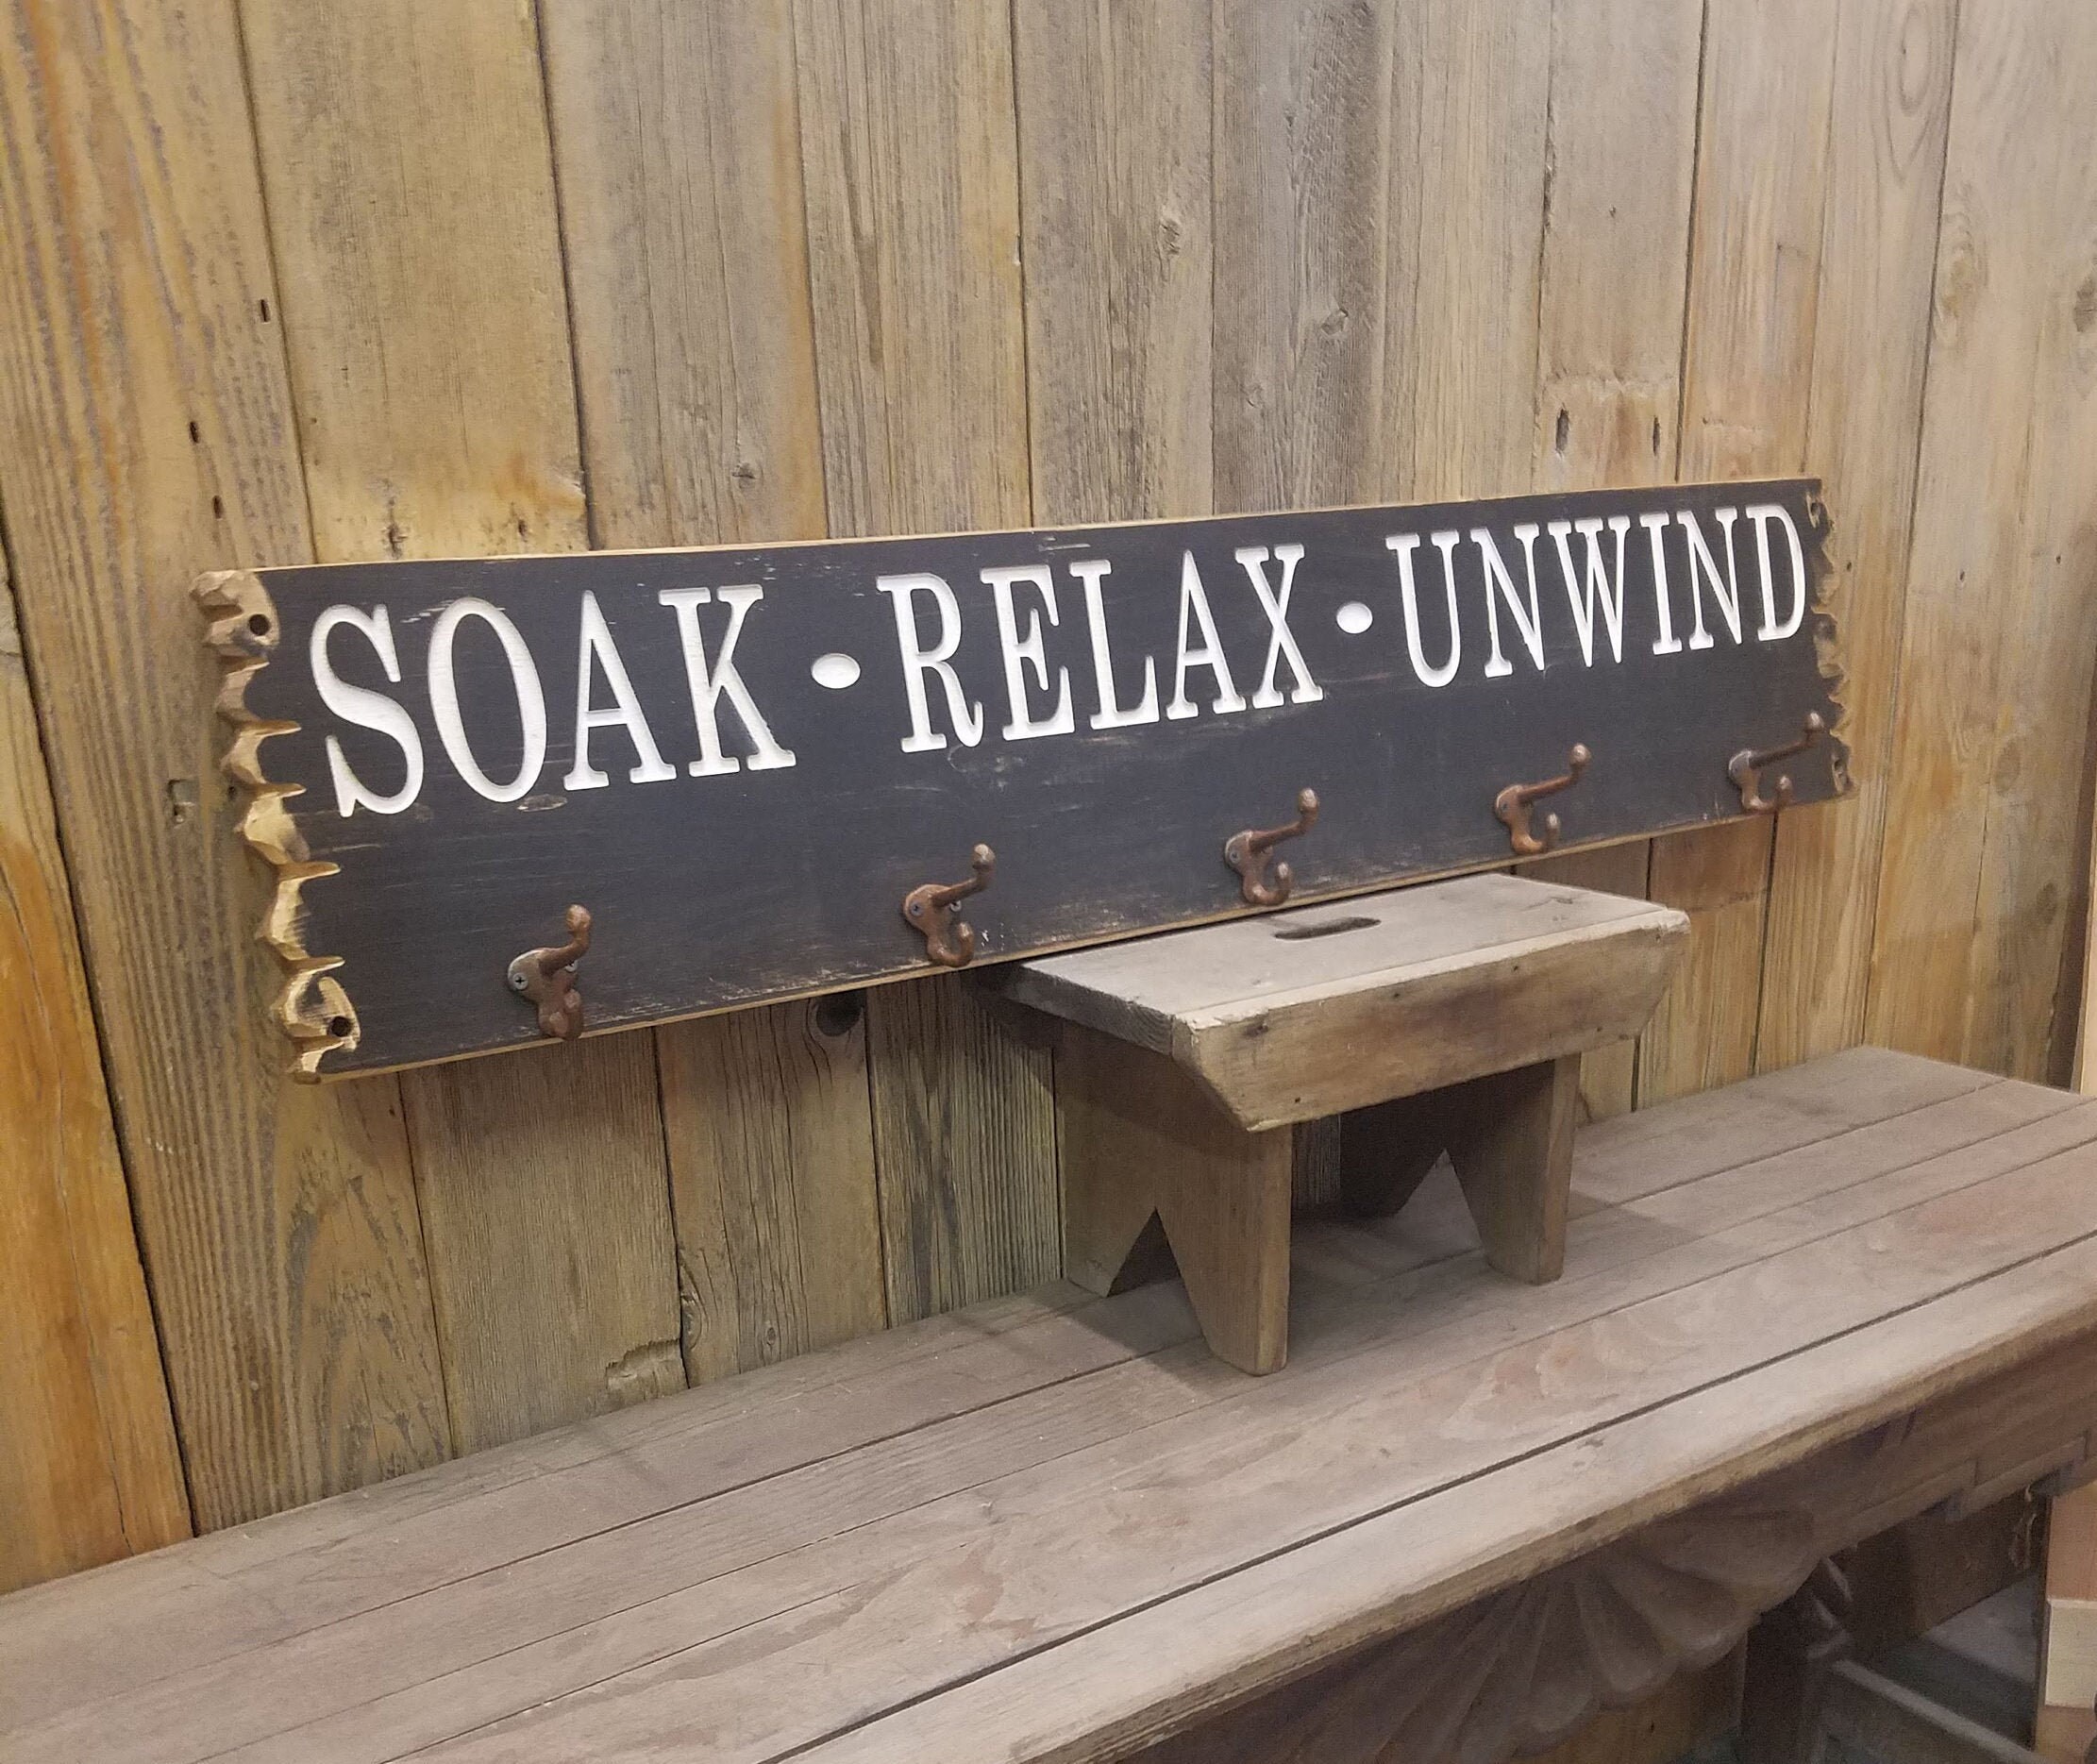 SOAK • RELAX • UNWIND